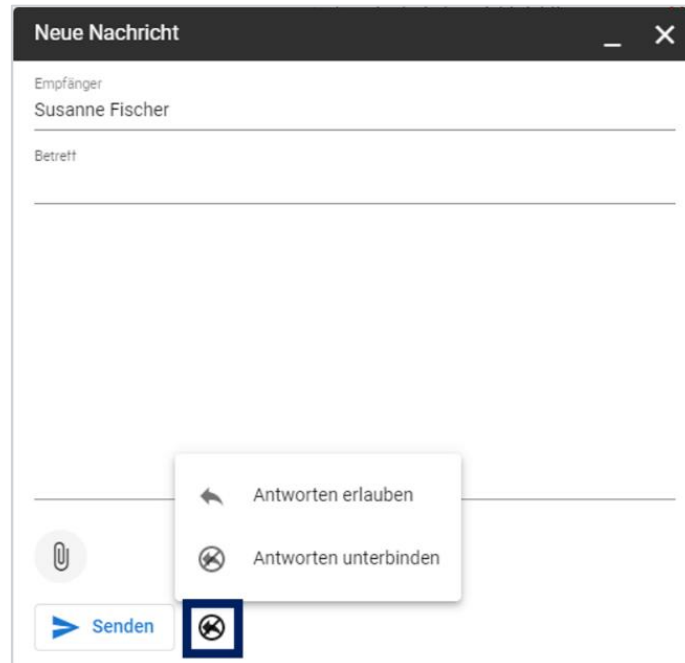 Neue Nachricht
Empfänger
Susanne Fischer
Betreff
Antworten erlauben
Antworten unterbinden
Senden